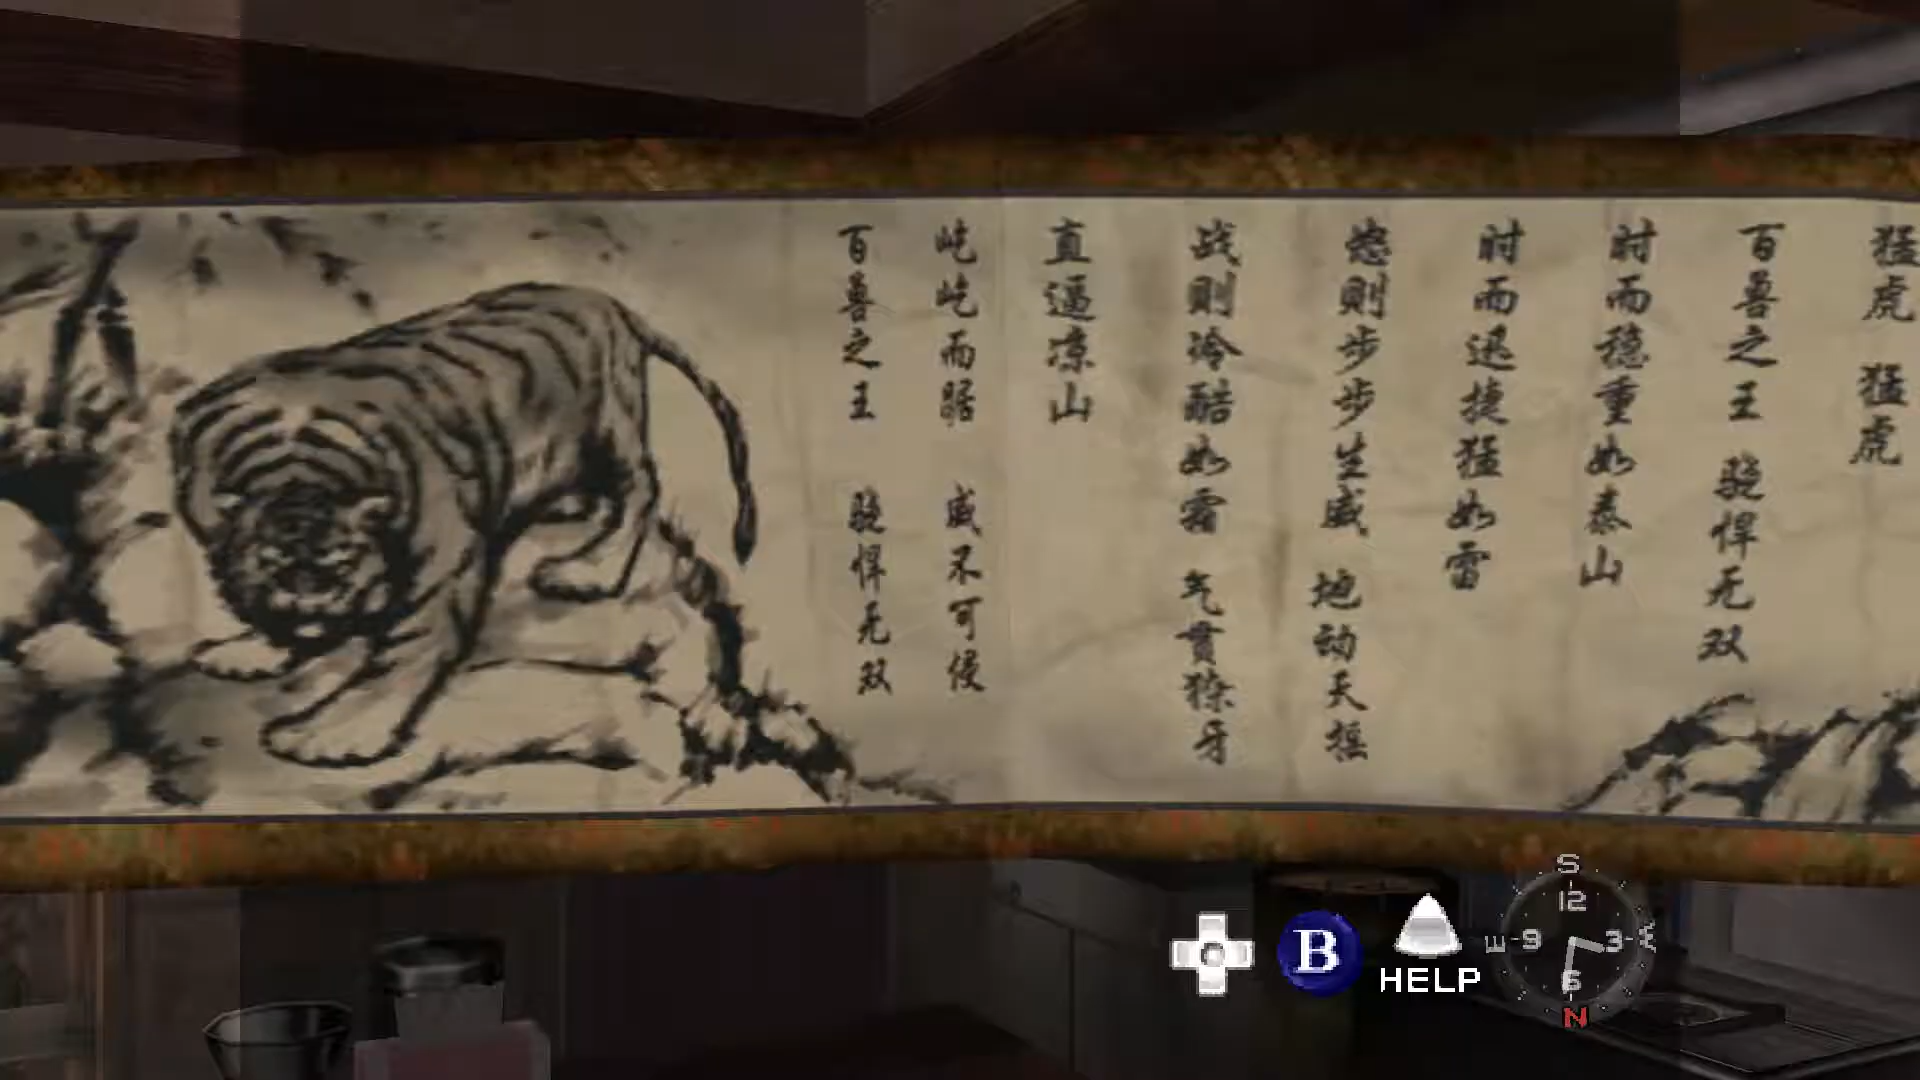 猛虎 猛虎
百兽之王 骁悍无双
时而稳重如泰山
时而迅捷猛如雷
怒則步步生威 地动天摇
战則冷酷如霜 气贯獠牙
直逼凉山
屹屹而踞 威不可侵
百兽之王 骁悍无双
B
HELP
S
12
E 9 3 W
6
N